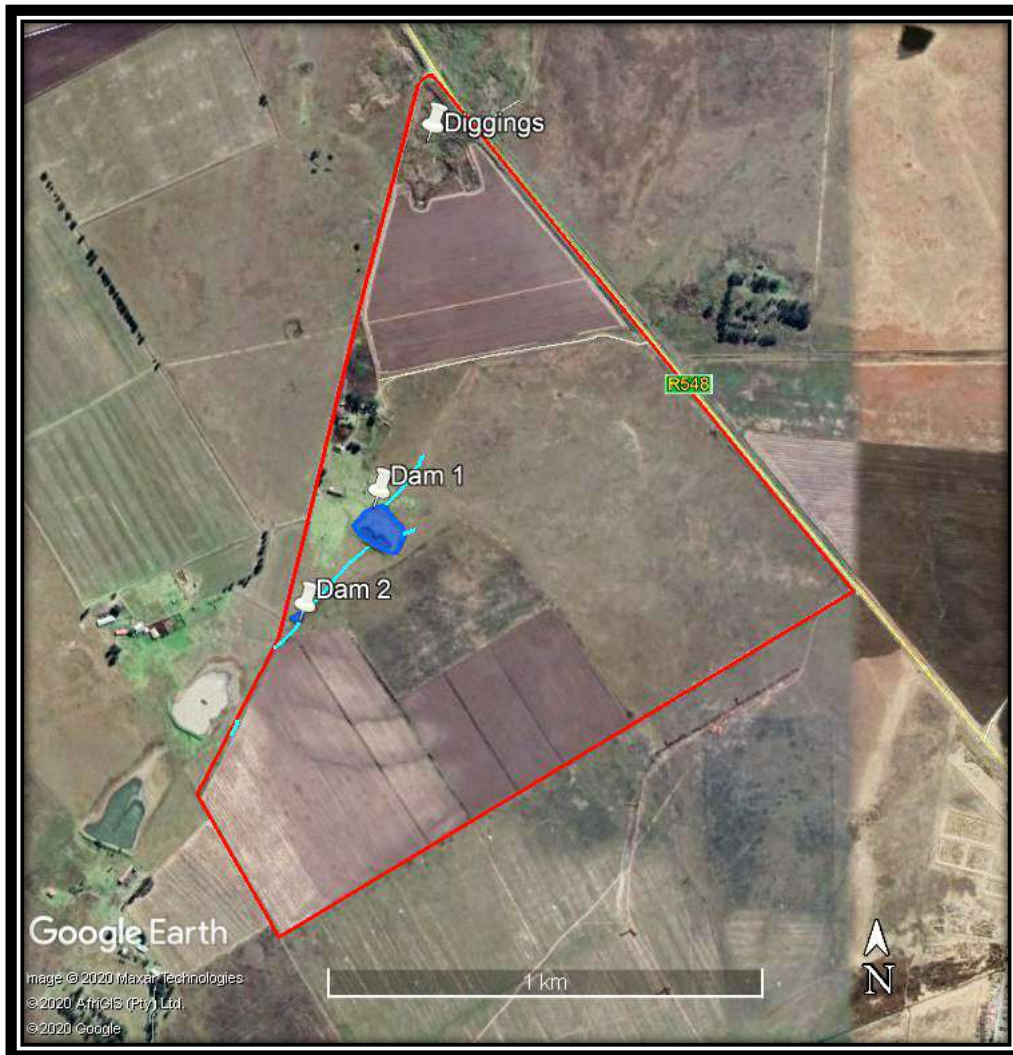 Diggings
R548
Dam 1
Dam 2
Google Earth
Image © 2020 Maxar Technologies
© 2020 AfriGIS (Pty) Ltd.
© 2020 Google
1 km
N